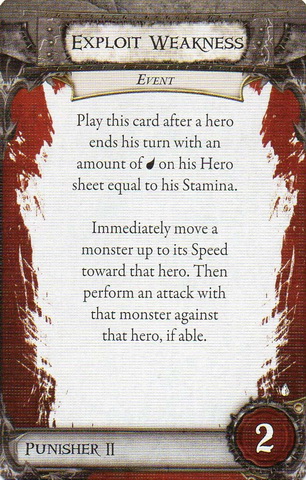 Exploit Weakness
Event
Play this card after a hero
ends his turn with an
amount of on his Hero
sheet equal to his Stamina.
Immediately move a
monster up to its Speed
toward that hero. Then
perform an attack with
that monster against
that hero, if able.
2
Punisher II